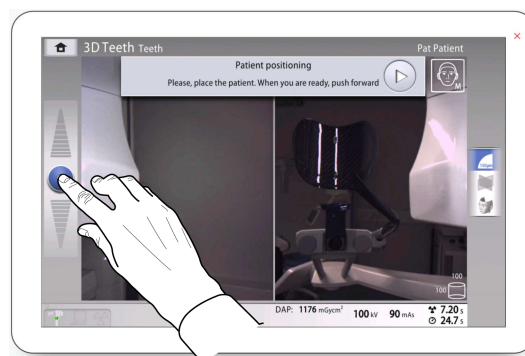 3D Teeth Teeth
Pat Patient
Patient positioning
Please, place the patient. When you are ready, push forward
M
100
100
DAP: 1176 mGycm² 100 kV 90 mAs 7.20 s
24.7 s